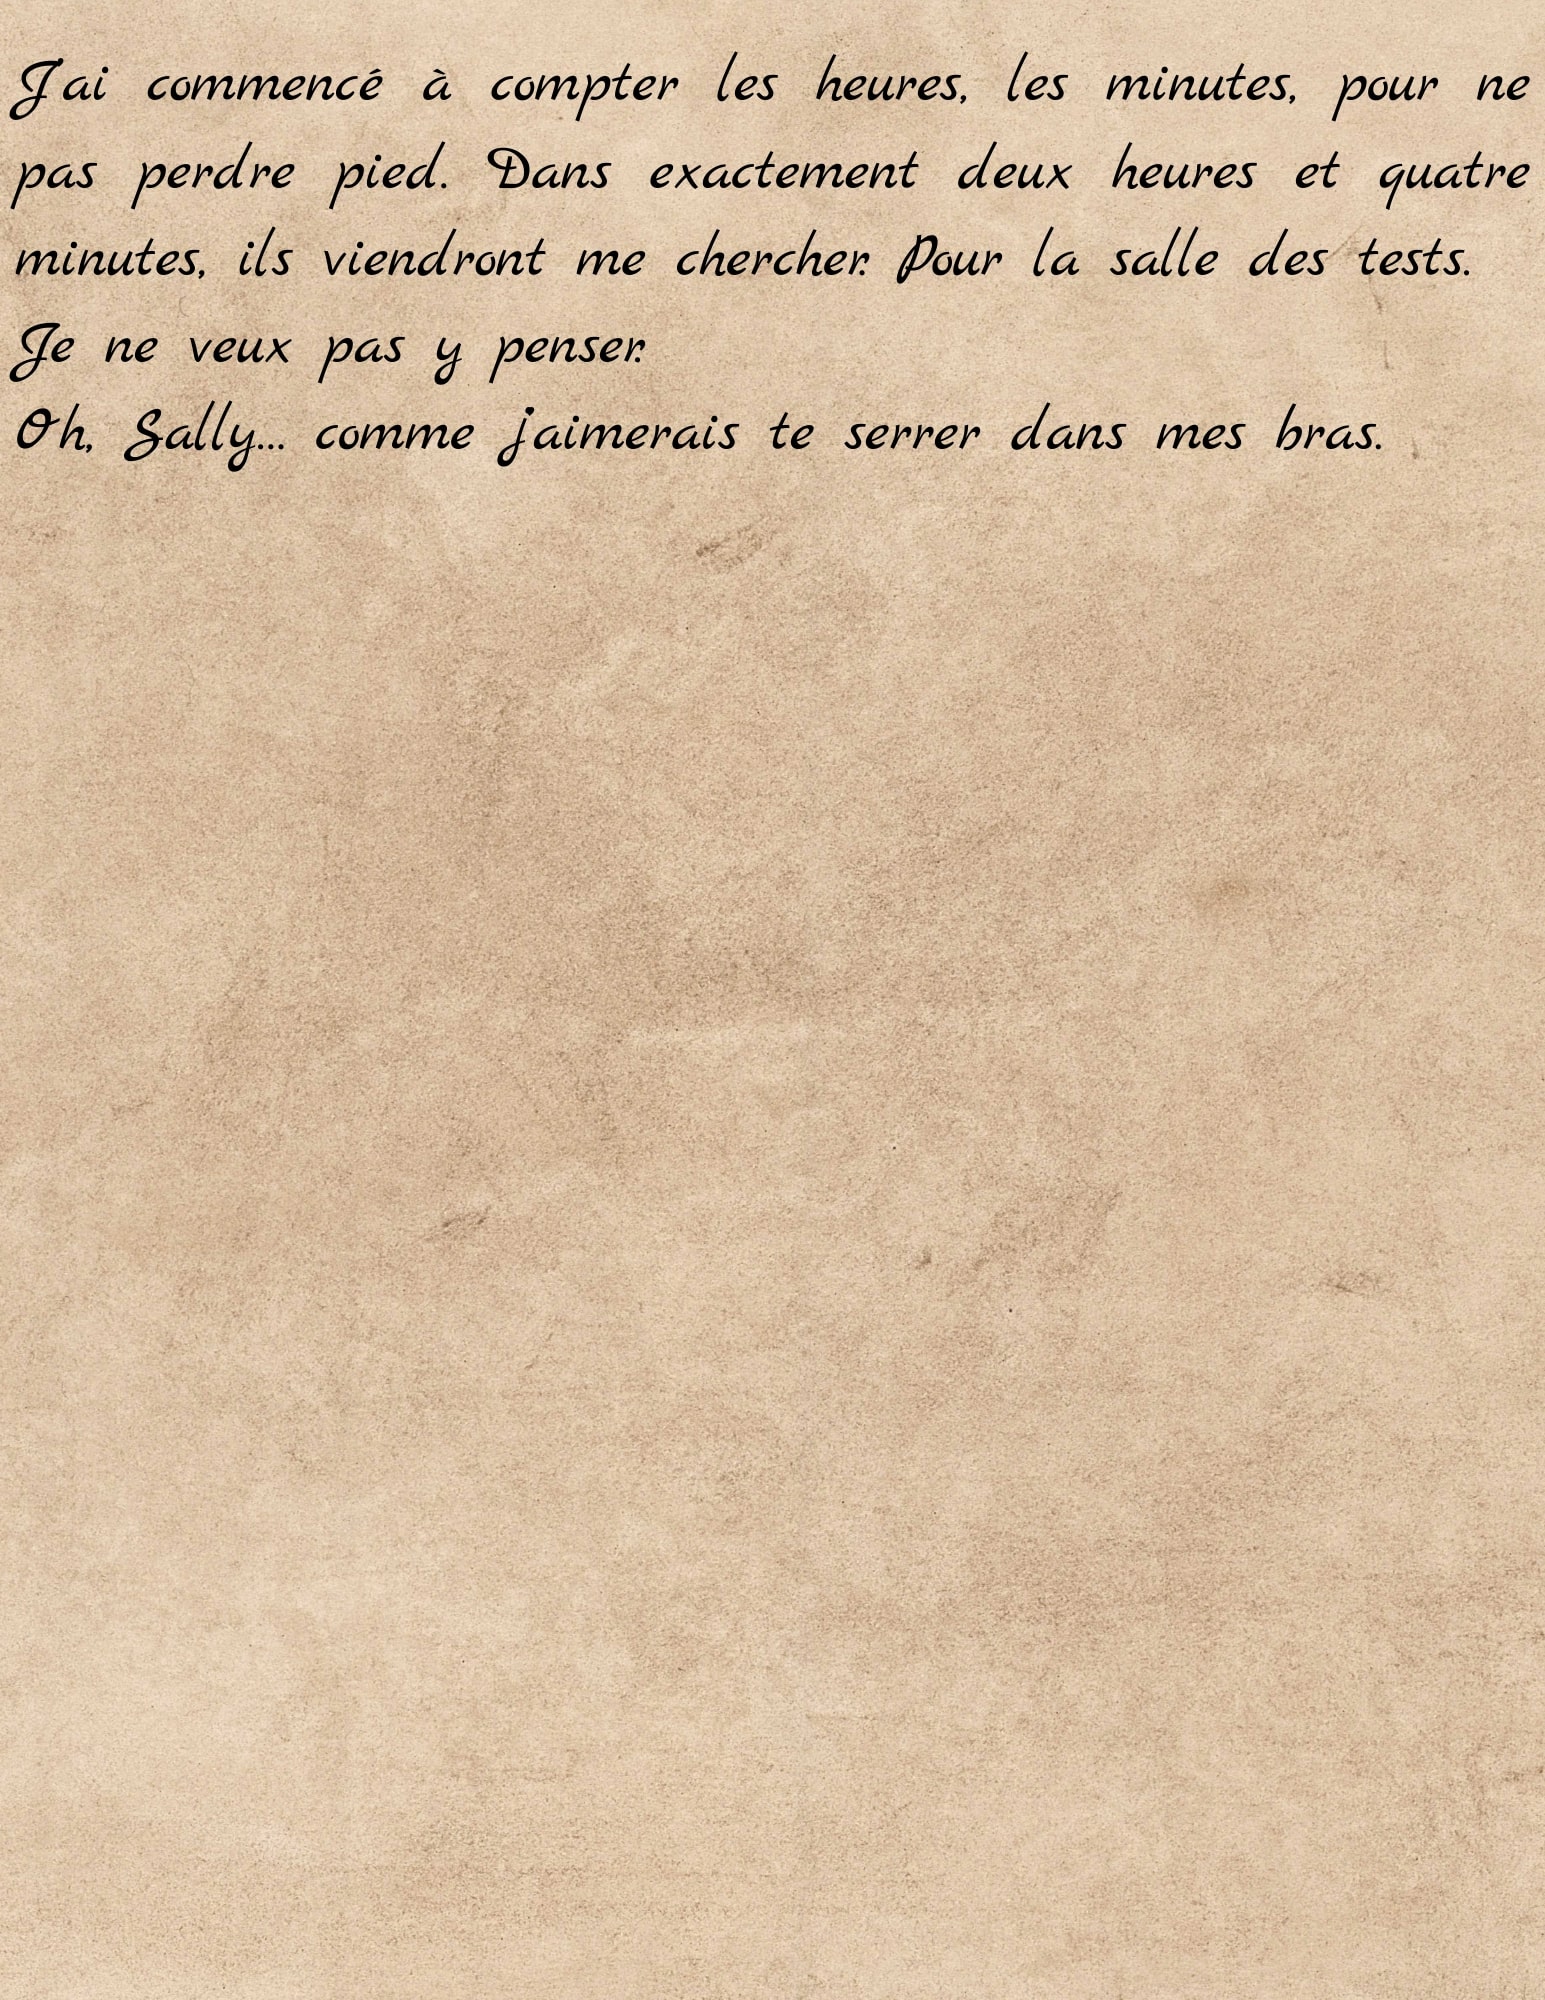 J'ai commencé à compter les heures, les minutes, pour ne
pas perdre pied. Dans exactement deux heures et quatre
minutes, ils viendront me chercher. Pour la salle des tests.
Je ne veux pas y penser.
Oh, Sally... comme j'aimerais te serrer dans mes bras.